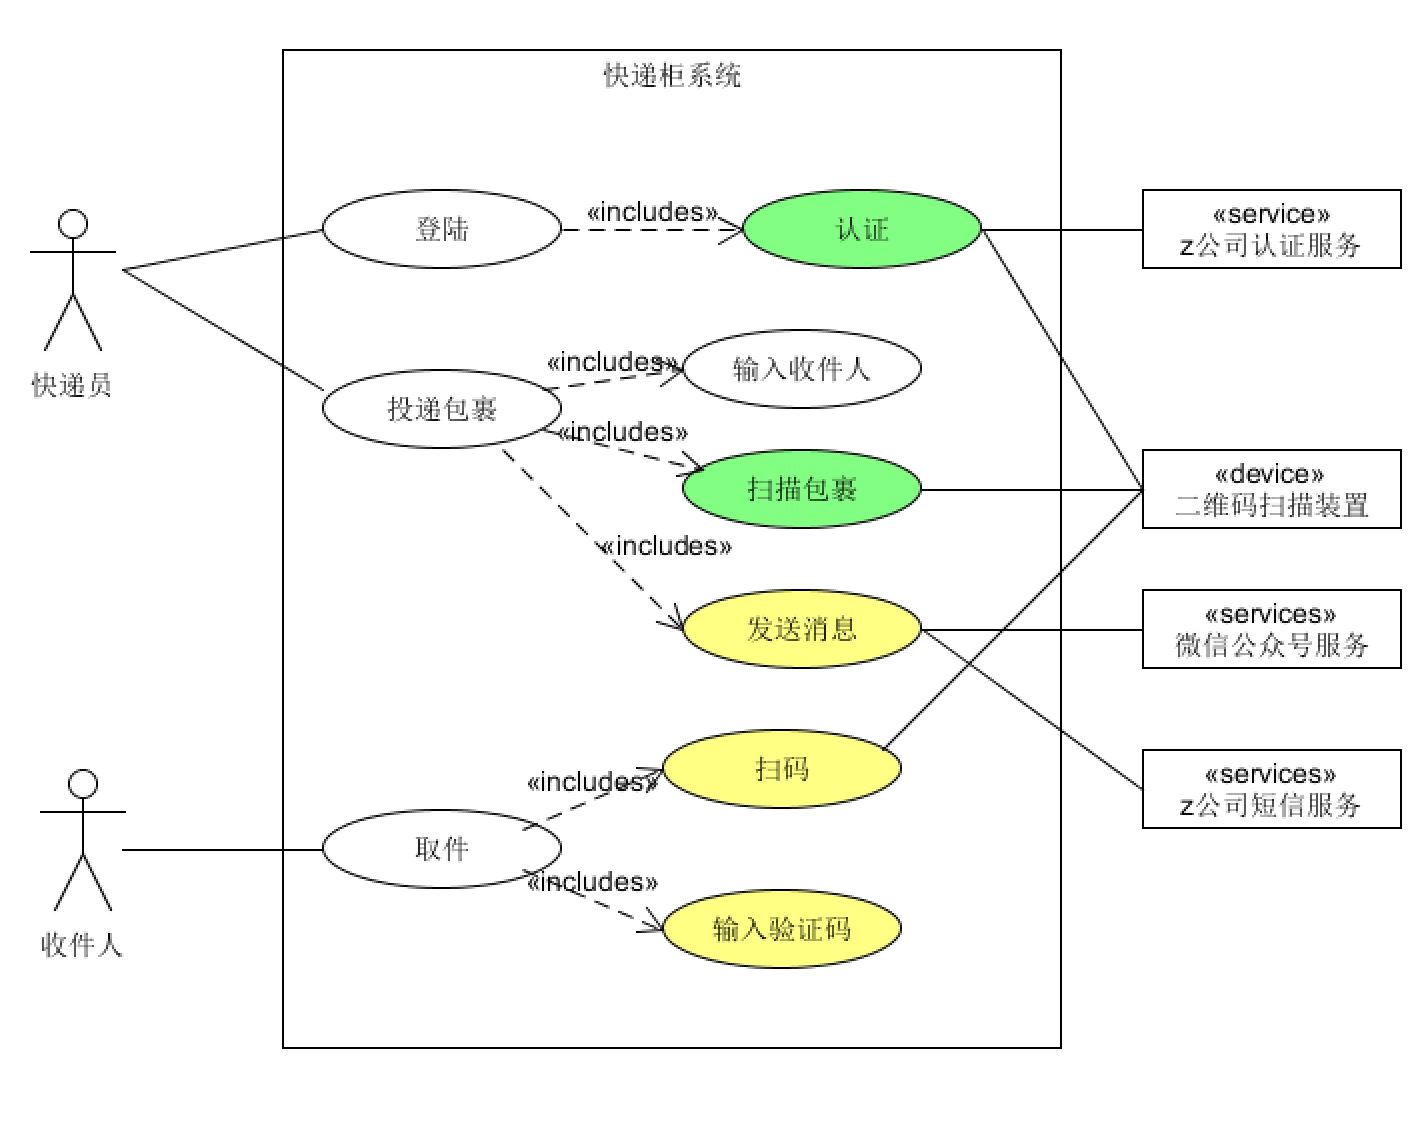 快递柜系统
登陆
«includes»
认证
«service»
z公司认证服务
快递员
投递包裹
«includes»
输入收件人
«includes»
扫描包裹
«device»
二维码扫描装置
«includes»
发送消息
«services»
微信公众号服务
«includes»
扫码
«services»
z公司短信服务
收件人
取件
«includes»
输入验证码